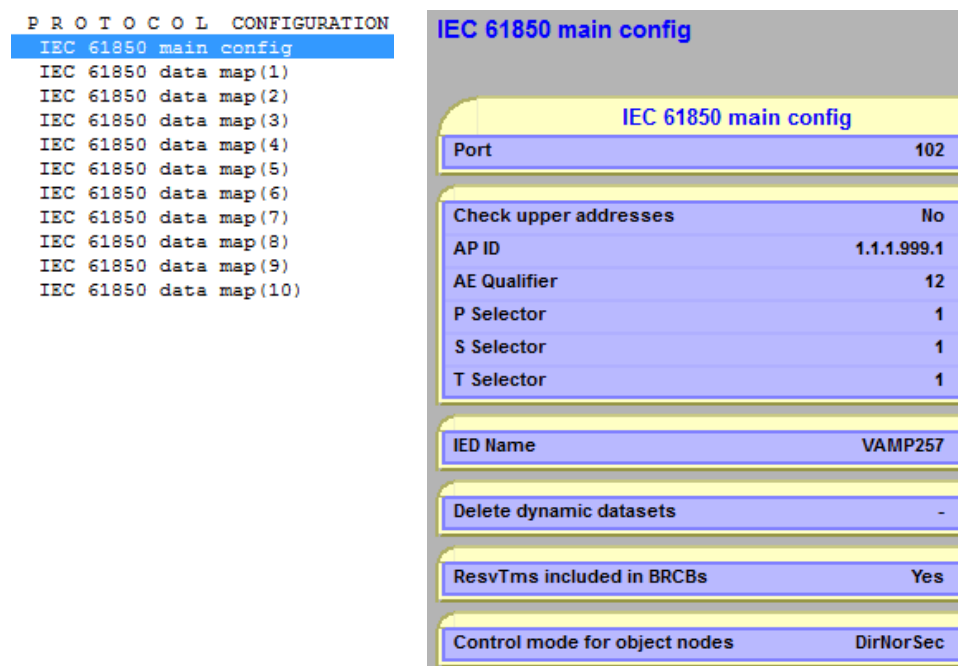 P R O T O C O L CONFIGURATION
IEC 61850 main config
IEC 61850 data map(1)
IEC 61850 data map(2)
IEC 61850 data map(3)
IEC 61850 data map(4)
IEC 61850 data map(5)
IEC 61850 data map(6)
IEC 61850 data map(7)
IEC 61850 data map(8)
IEC 61850 data map(9)
IEC 61850 data map(10)
IEC 61850 main config
IEC 61850 main config
Port 102
Check upper addresses No
AP ID 1.1.1.999.1
AE Qualifier 12
P Selector 1
S Selector 1
T Selector 1
IED Name VAMP257
Delete dynamic datasets -
ResvTms included in BRCBs Yes
Control mode for object nodes DirNorSec